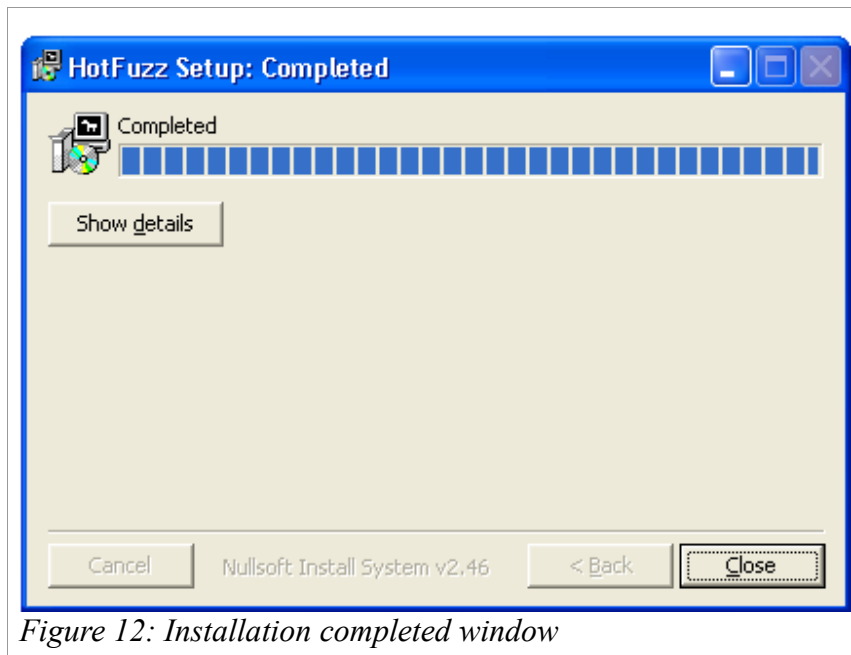 HotFuzz Setup: Completed
Completed
Show details
Cancel
Nullsoft Install System v2.46
< Back
Close
Figure 12: Installation completed window